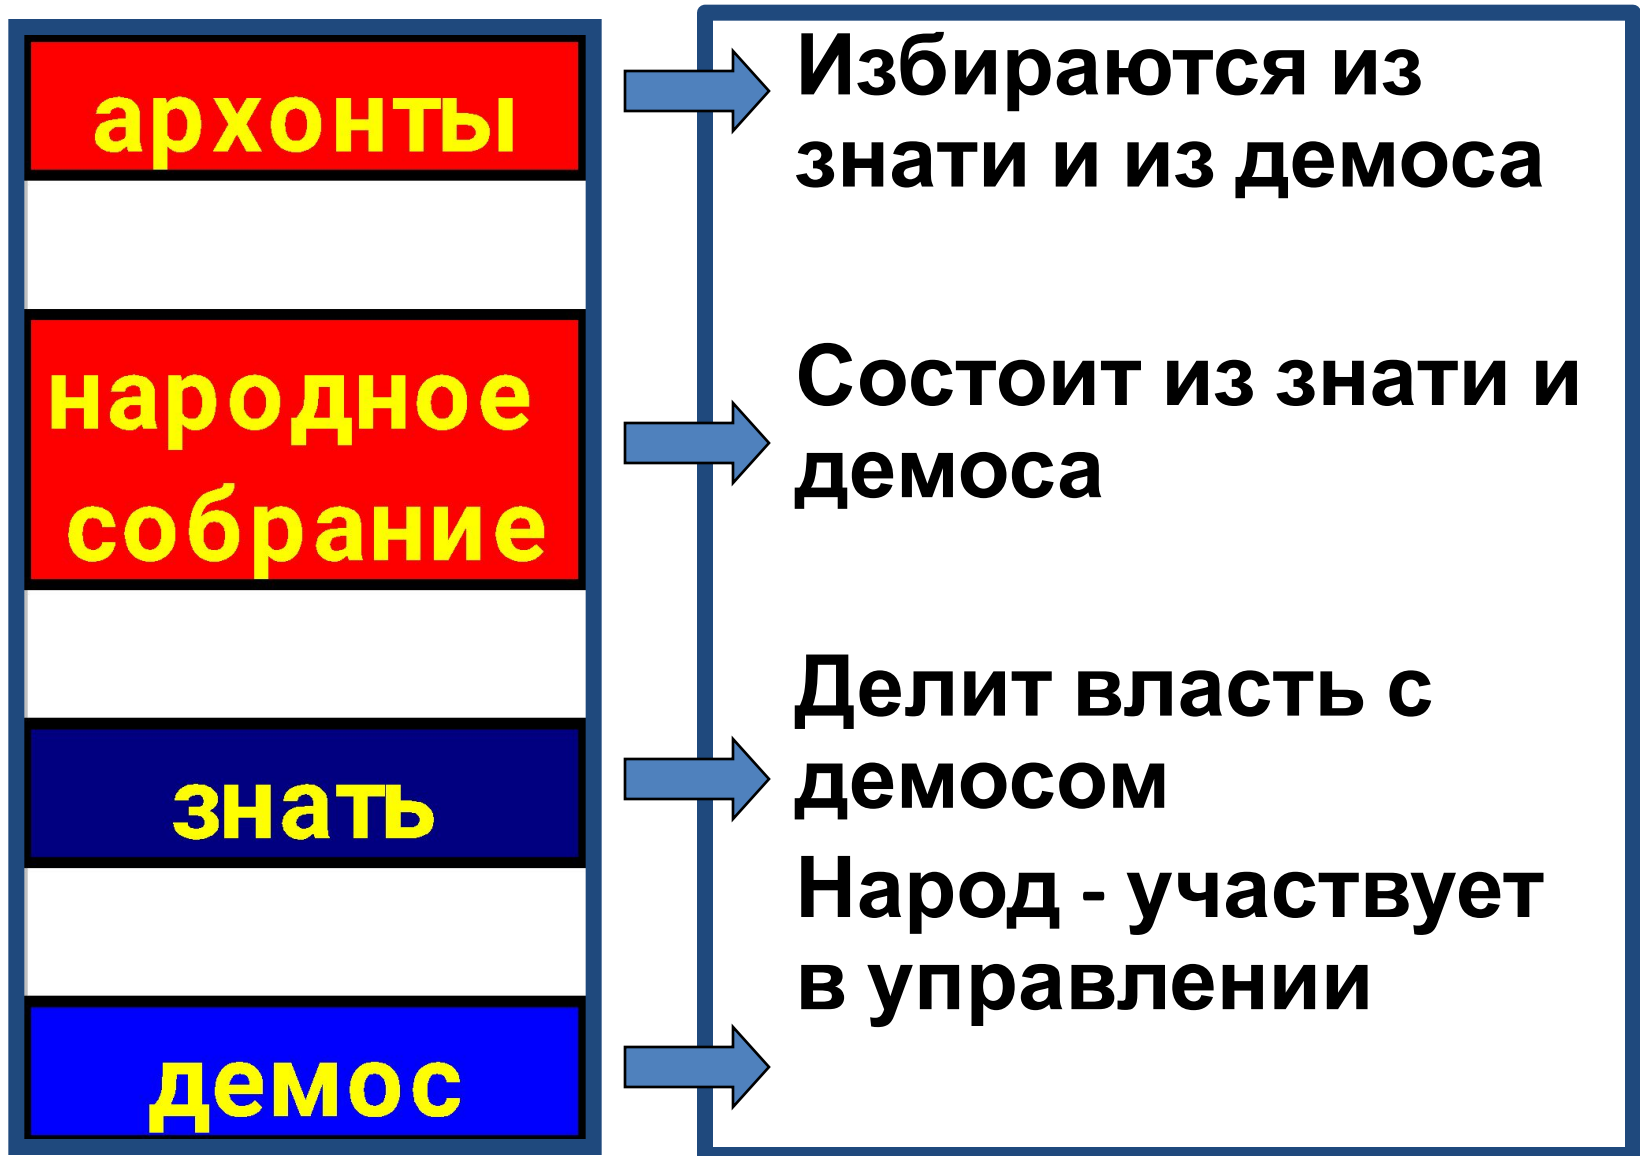 архонты
Избираются из
знати и из демоса
народное
собрание
Состоит из знати и
демоса
знать
Делит власть с
демосом
демос
Народ - участвует
в управлении